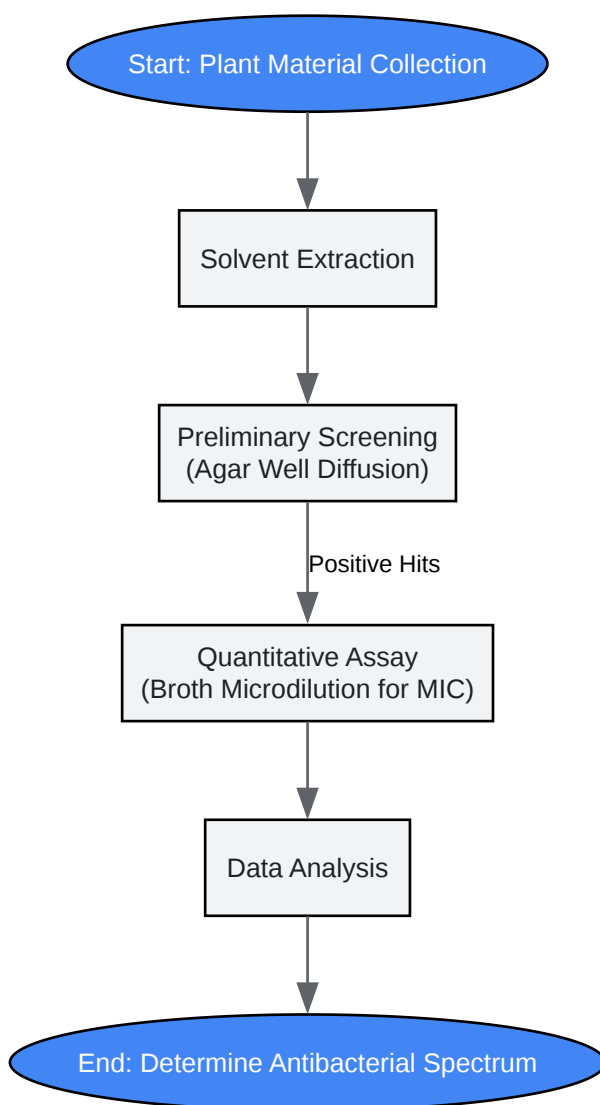 Start: Plant Material Collection
Solvent Extraction
Preliminary Screening
(Agar Well Diffusion)
Positive Hits
Quantitative Assay
(Broth Microdilution for MIC)
Data Analysis
End: Determine Antibacterial Spectrum